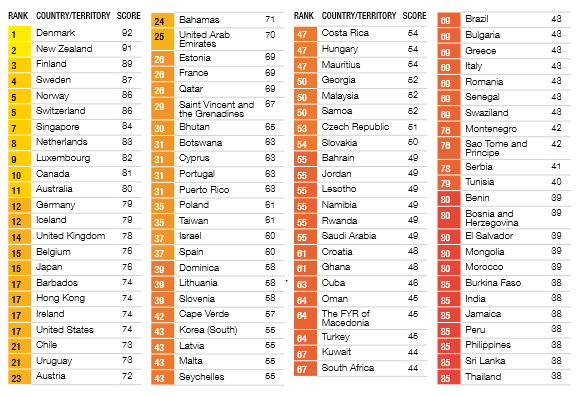 RANK COUNTRY/TERRITORY SCORE
1 Denmark 92
2 New Zealand 91
3 Finland 89
4 Sweden 87
5 Norway 86
5 Switzerland 86
7 Singapore 84
8 Netherlands 83
9 Luxembourg 82
10 Canada 81
11 Australia 80
12 Germany 79
12 Iceland 79
14 United Kingdom 78
15 Belgium 76
15 Japan 76
17 Barbados 74
17 Hong Kong 74
17 Ireland 74
17 United States 74
21 Chile 73
21 Uruguay 73
23 Austria 72
24 Bahamas 71
25 United Arab 70
Emirates
26 Estonia 69
26 France 69
26 Qatar 69
29 Saint Vincent and 67
the Grenadines
30 Bhutan 65
31 Botswana 63
31 Cyprus 63
31 Portugal 63
31 Puerto Rico 63
35 Poland 61
35 Taiwan 61
37 Israel 60
37 Spain 60
39 Dominica 58
39 Lithuania 58
39 Slovenia 58
42 Cape Verde 57
43 Korea (South) 55
43 Latvia 55
43 Malta 55
43 Seychelles 55
RANK COUNTRY/TERRITORY SCORE
47 Costa Rica 54
47 Hungary 54
47 Mauritius 54
50 Georgia 52
50 Malaysia 52
50 Samoa 52
53 Czech Republic 51
54 Slovakia 50
55 Bahrain 49
55 Jordan 49
55 Lesotho 49
55 Namibia 49
55 Rwanda 49
55 Saudi Arabia 49
61 Croatia 48
61 Ghana 48
63 Cuba 46
64 Oman 45
64 The FYR of 45
Macedonia
64 Turkey 45
67 Kuwait 44
67 South Africa 44
69 Brazil 43
69 Bulgaria 43
69 Greece 43
69 Italy 43
69 Romania 43
69 Senegal 43
69 Swaziland 43
76 Montenegro 42
76 Sao Tome and 42
Principe
78 Serbia 41
79 Tunisia 40
80 Benin 39
80 Bosnia and 39
Herzegovina
80 El Salvador 39
80 Mongolia 39
80 Morocco 39
85 Burkina Faso 38
85 India 38
85 Jamaica 38
85 Peru 38
85 Philippines 38
85 Sri Lanka 38
85 Thailand 38